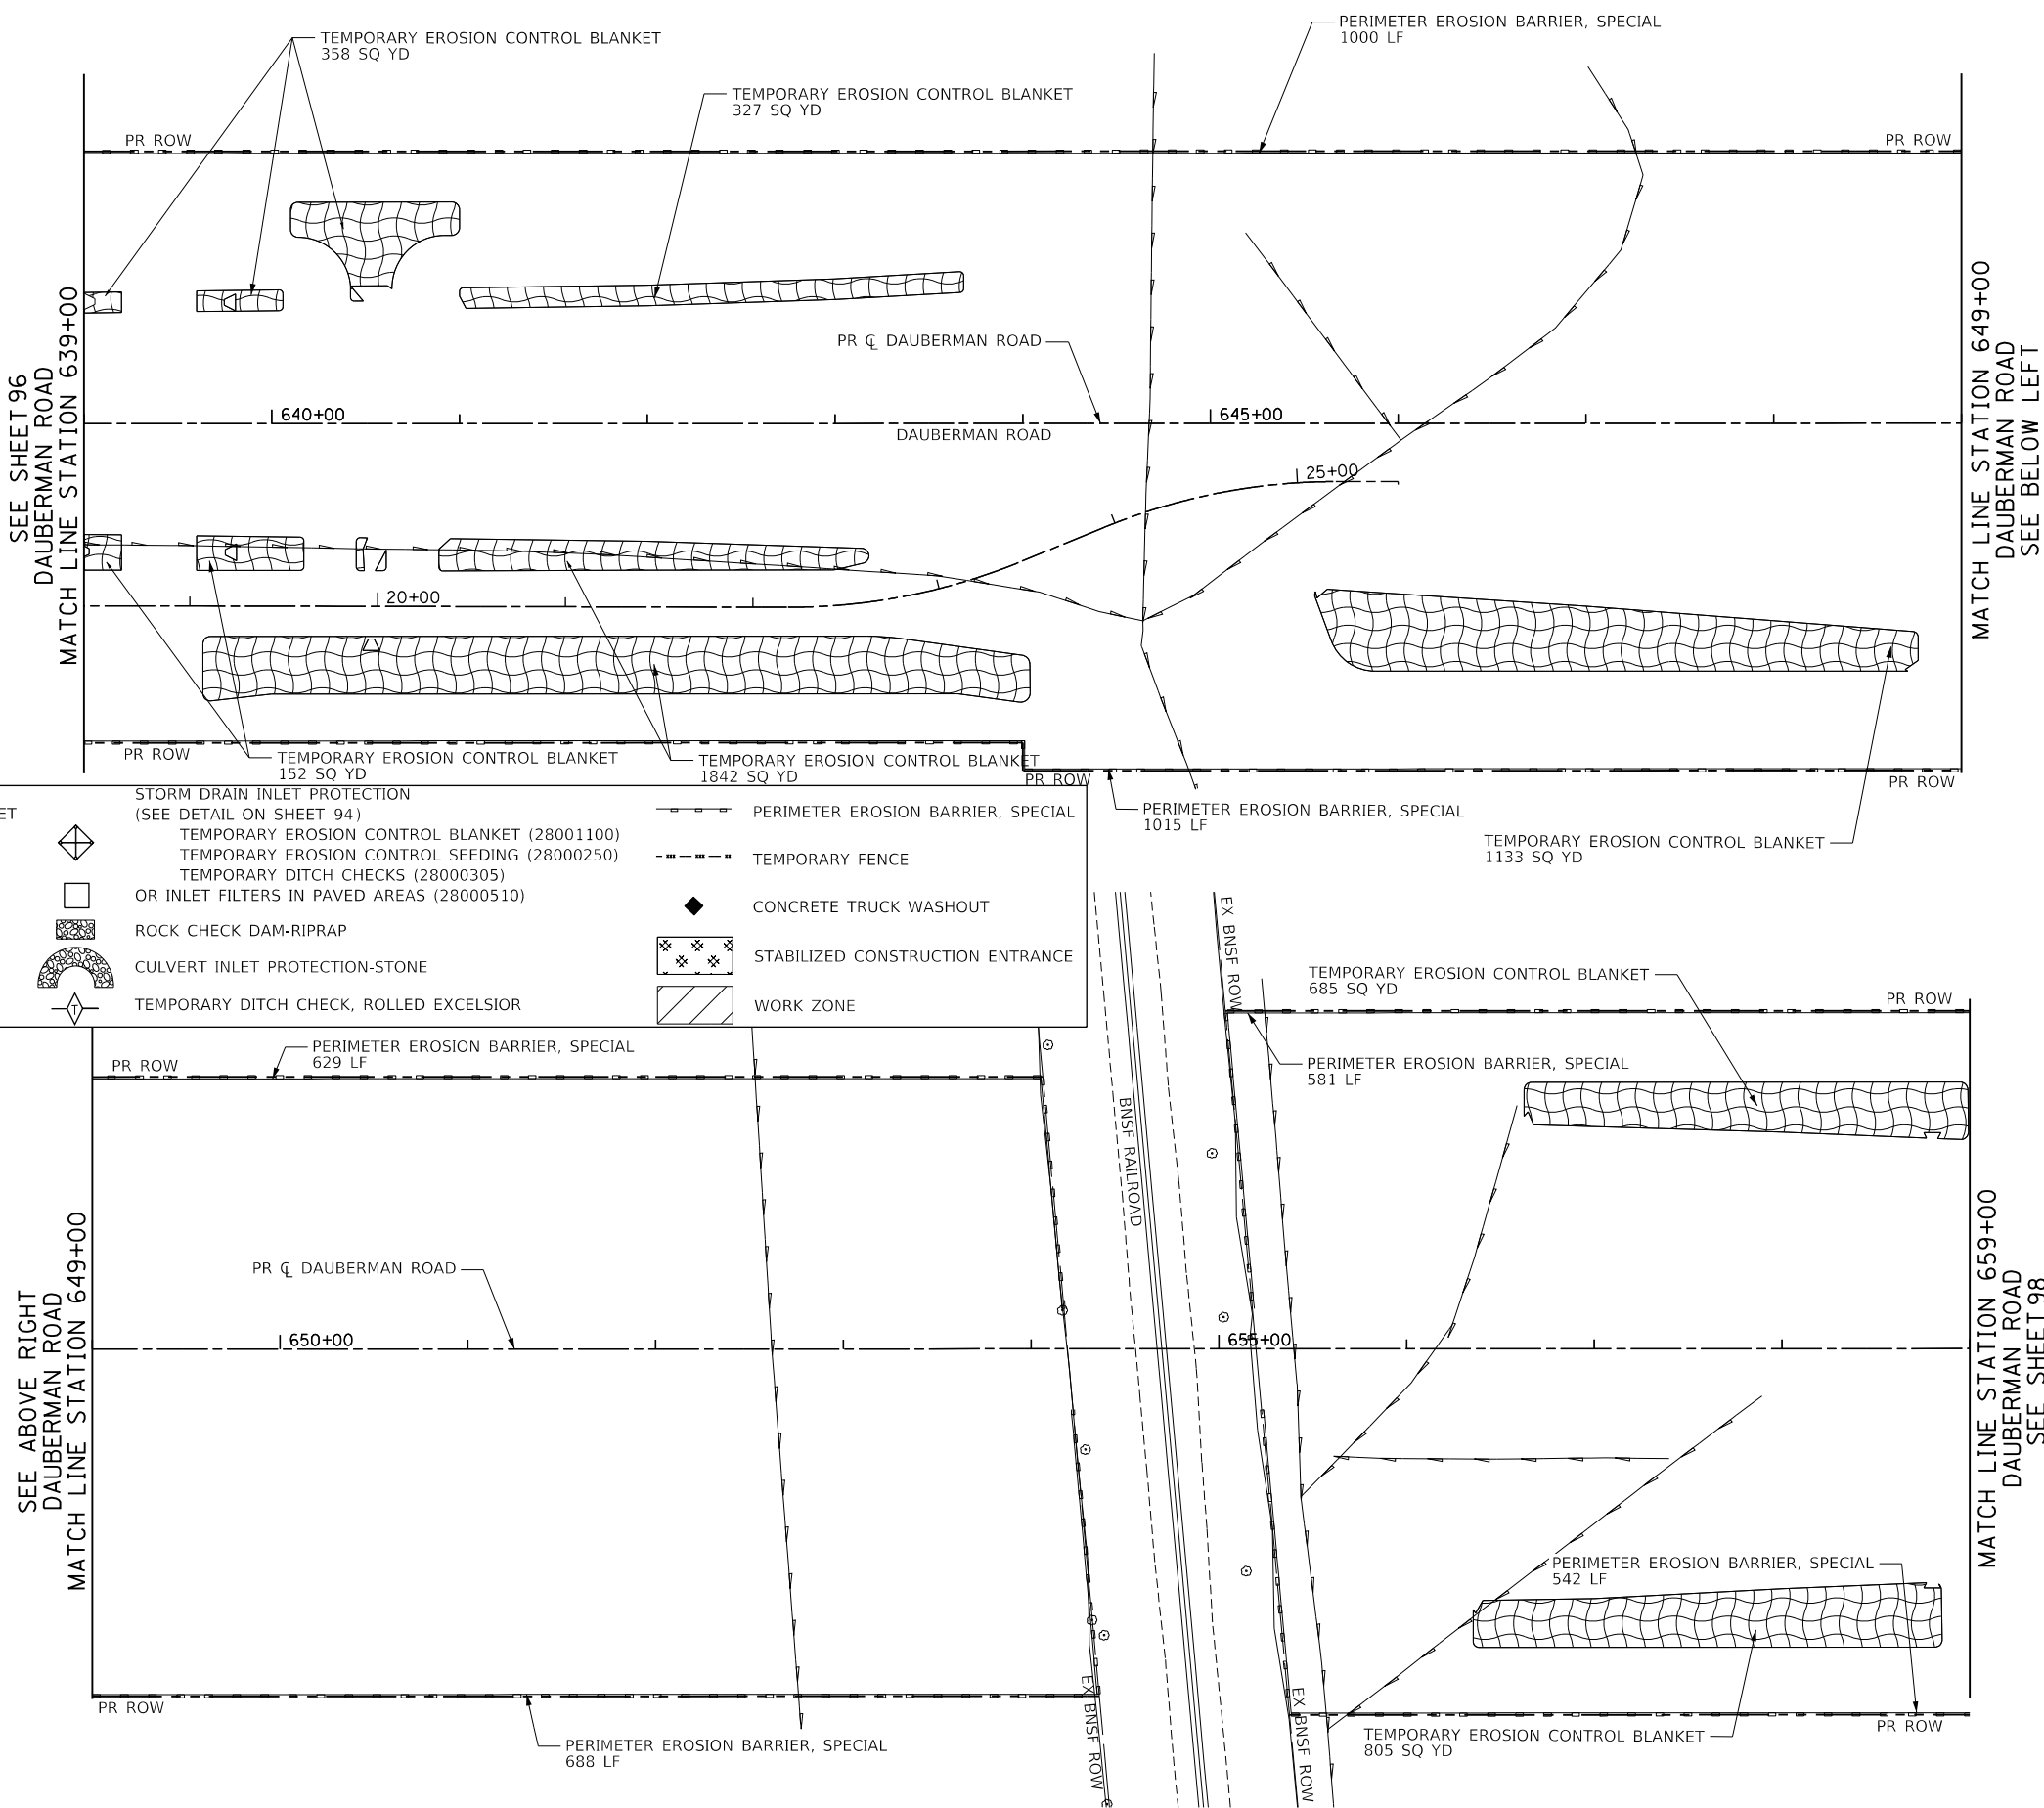 PERIMETER EROSION BARRIER, SPECIAL
1000 LF
TEMPORARY EROSION CONTROL BLANKET
358 SQ YD
TEMPORARY EROSION CONTROL BLANKET
327 SQ YD
PR ROW
PR ROW
SEE SHEET 96
DAUBERMAN ROAD
MATCH LINE STATION 639+00
PR ℄ DAUBERMAN ROAD
640+00
645+00
DAUBERMAN ROAD
25+00
20+00
MATCH LINE STATION 649+00
DAUBERMAN ROAD
SEE BELOW LEFT
PR ROW
TEMPORARY EROSION CONTROL BLANKET
152 SQ YD
TEMPORARY EROSION CONTROL BLANKET
1842 SQ YD
PR ROW
PR ROW
PERIMETER EROSION BARRIER, SPECIAL
1015 LF
TEMPORARY EROSION CONTROL BLANKET
1133 SQ YD
ET
STORM DRAIN INLET PROTECTION
(SEE DETAIL ON SHEET 94)
TEMPORARY EROSION CONTROL BLANKET (28001100)
TEMPORARY EROSION CONTROL SEEDING (28000250)
TEMPORARY DITCH CHECKS (28000305)
OR INLET FILTERS IN PAVED AREAS (28000510)
ROCK CHECK DAM-RIPRAP
CULVERT INLET PROTECTION-STONE
T
TEMPORARY DITCH CHECK, ROLLED EXCELSIOR
PERIMETER EROSION BARRIER, SPECIAL
TEMPORARY FENCE
CONCRETE TRUCK WASHOUT
STABILIZED CONSTRUCTION ENTRANCE
WORK ZONE
EX BNSF ROW
TEMPORARY EROSION CONTROL BLANKET
685 SQ YD
PR ROW
PERIMETER EROSION BARRIER, SPECIAL
629 LF
PR ROW
PERIMETER EROSION BARRIER, SPECIAL
581 LF
BNSF RAILROAD
SEE ABOVE RIGHT
DAUBERMAN ROAD
MATCH LINE STATION 649+00
PR ℄ DAUBERMAN ROAD
650+00
655+00
MATCH LINE STATION 659+00
DAUBERMAN ROAD
SEE SHEET 98
PERIMETER EROSION BARRIER, SPECIAL
542 LF
PR ROW
PERIMETER EROSION BARRIER, SPECIAL
688 LF
EX BNSF ROW
EX BNSF ROW
TEMPORARY EROSION CONTROL BLANKET
805 SQ YD
PR ROW